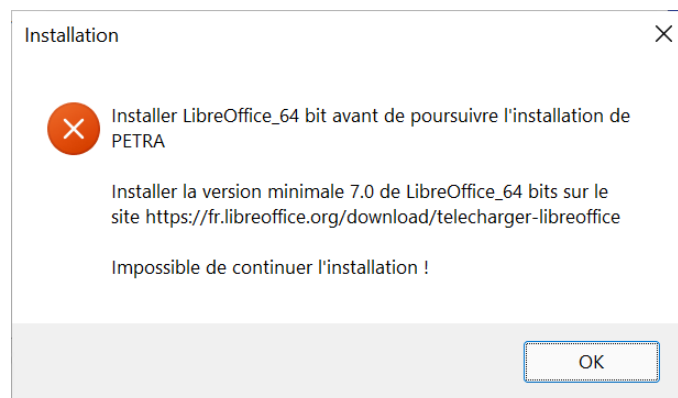 Installation
Installer LibreOffice_64 bit avant de poursuivre l'installation de
PETRA
Installer la version minimale 7.0 de LibreOffice_64 bits sur le
site https://fr.libreoffice.org/download/telecharger-libreoffice
Impossible de continuer l'installation !
OK